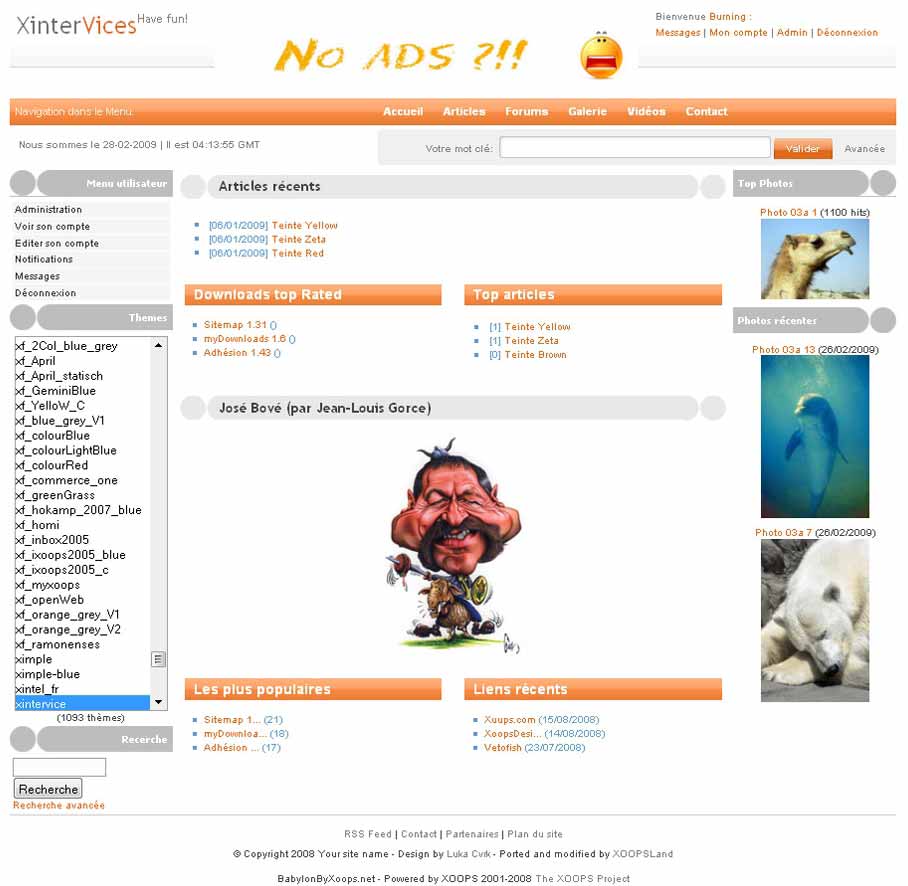 XinterVices Have fun!
NO ADS ?!!
Bienvenue Burning :
Messages | Mon compte | Admin | Déconnexion
Navigation dans le Menu.
Accueil Articles Forums Galerie Vidéos Contact
Nous sommes le 28-02-2009 | Il est 04:13:55 GMT
Votre mot clé: Valider Avancée
Menu utilisateur
Administration
Voir son compte
Editer son compte
Notifications
Messages
Déconnexion
Themes
xf_2Col_blue_grey
xf_April
xf_April_statisch
xf_GeminiBlue
xf_YelloW_C
xf_blue_grey_V1
xf_colourBlue
xf_colourLightBlue
xf_colourRed
xf_commerce_one
xf_greenGrass
xf_hokamp_2007_blue
xf_homi
xf_inbox2005
xf_ixoops2005_blue
xf_ixoops2005_c
xf_myxoops
xf_openWeb
xf_orange_grey_V1
xf_orange_grey_V2
xf_ramonenses
ximple
ximple-blue
xintel_fr
xintervice
(1093 thèmes)
Recerche
Recherche
Recherche avancée
Articles récents
[06/01/2009] Teinte Yellow
[06/01/2009] Teinte Zeta
[06/01/2009] Teinte Red
Downloads top Rated
Sitemap 1.31 ()
myDownloads 1.6 ()
Adhésion 1.43 ()
Top articles
[1] Teinte Yellow
[1] Teinte Zeta
[0] Teinte Brown
José Bové (par Jean-Louis Gorce)
Les plus populaires
Sitemap 1... (21)
myDownloa... (18)
Adhésion ... (17)
Liens récents
Xuups.com (15/08/2008)
XoopsDesi... (14/08/2008)
Vetofish (23/07/2008)
Top Photos
Photo 03a 1 (1100 hits)
Photos récentes
Photo 03a 13 (26/02/2009)
Photo 03a 7 (26/02/2009)
RSS Feed | Contact | Partenaires | Plan du site
© Copyright 2008 Your site name - Design by Luka Cvrk - Ported and modified by XOOPSLand
BabylonByXoops.net - Powered by XOOPS 2001-2008 The XOOPS Project